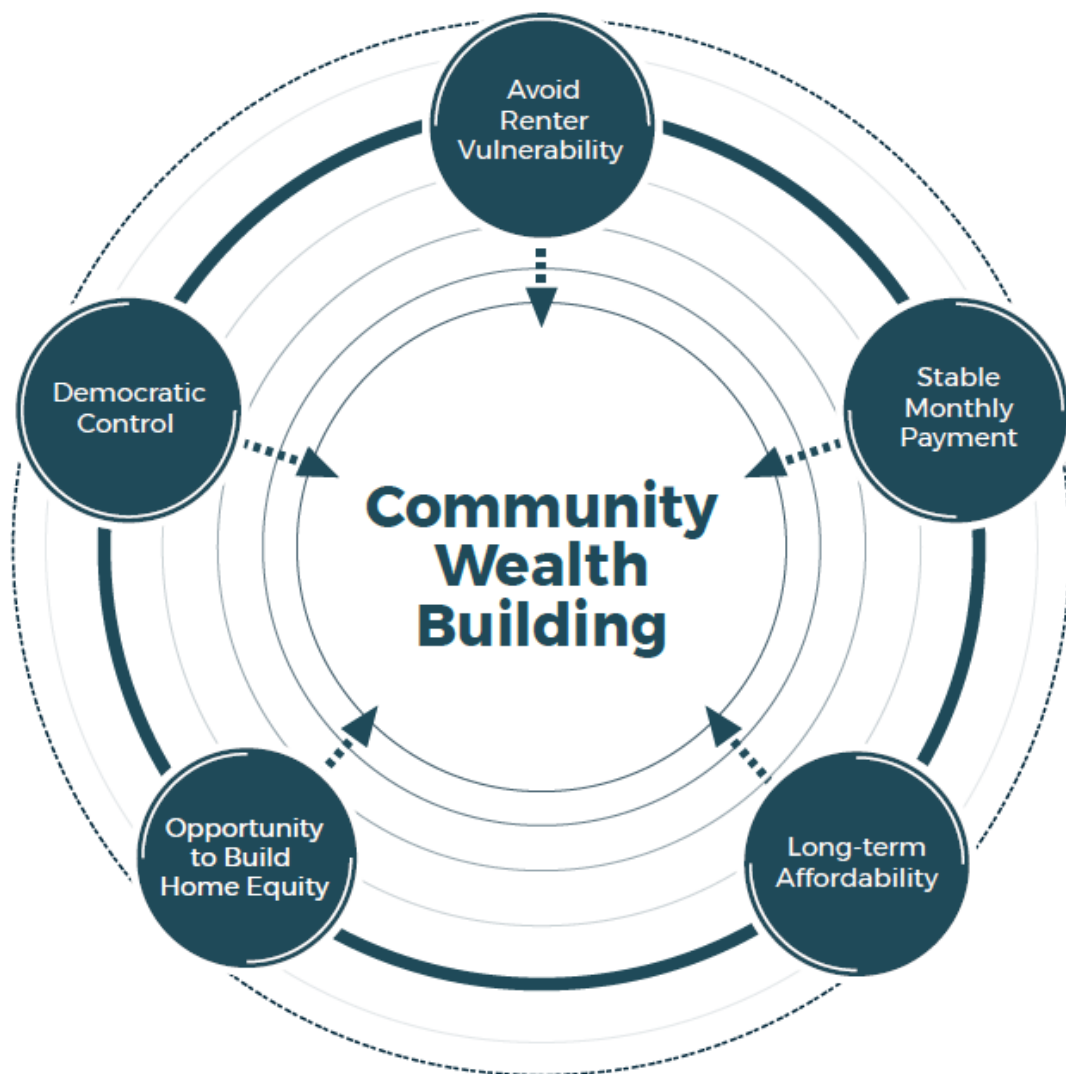 Avoid
Renter
Vulnerability
Democratic
Control
Stable
Monthly
Payment
Community
Wealth
Building
Opportunity
to Build
Home Equity
Long-term
Affordability